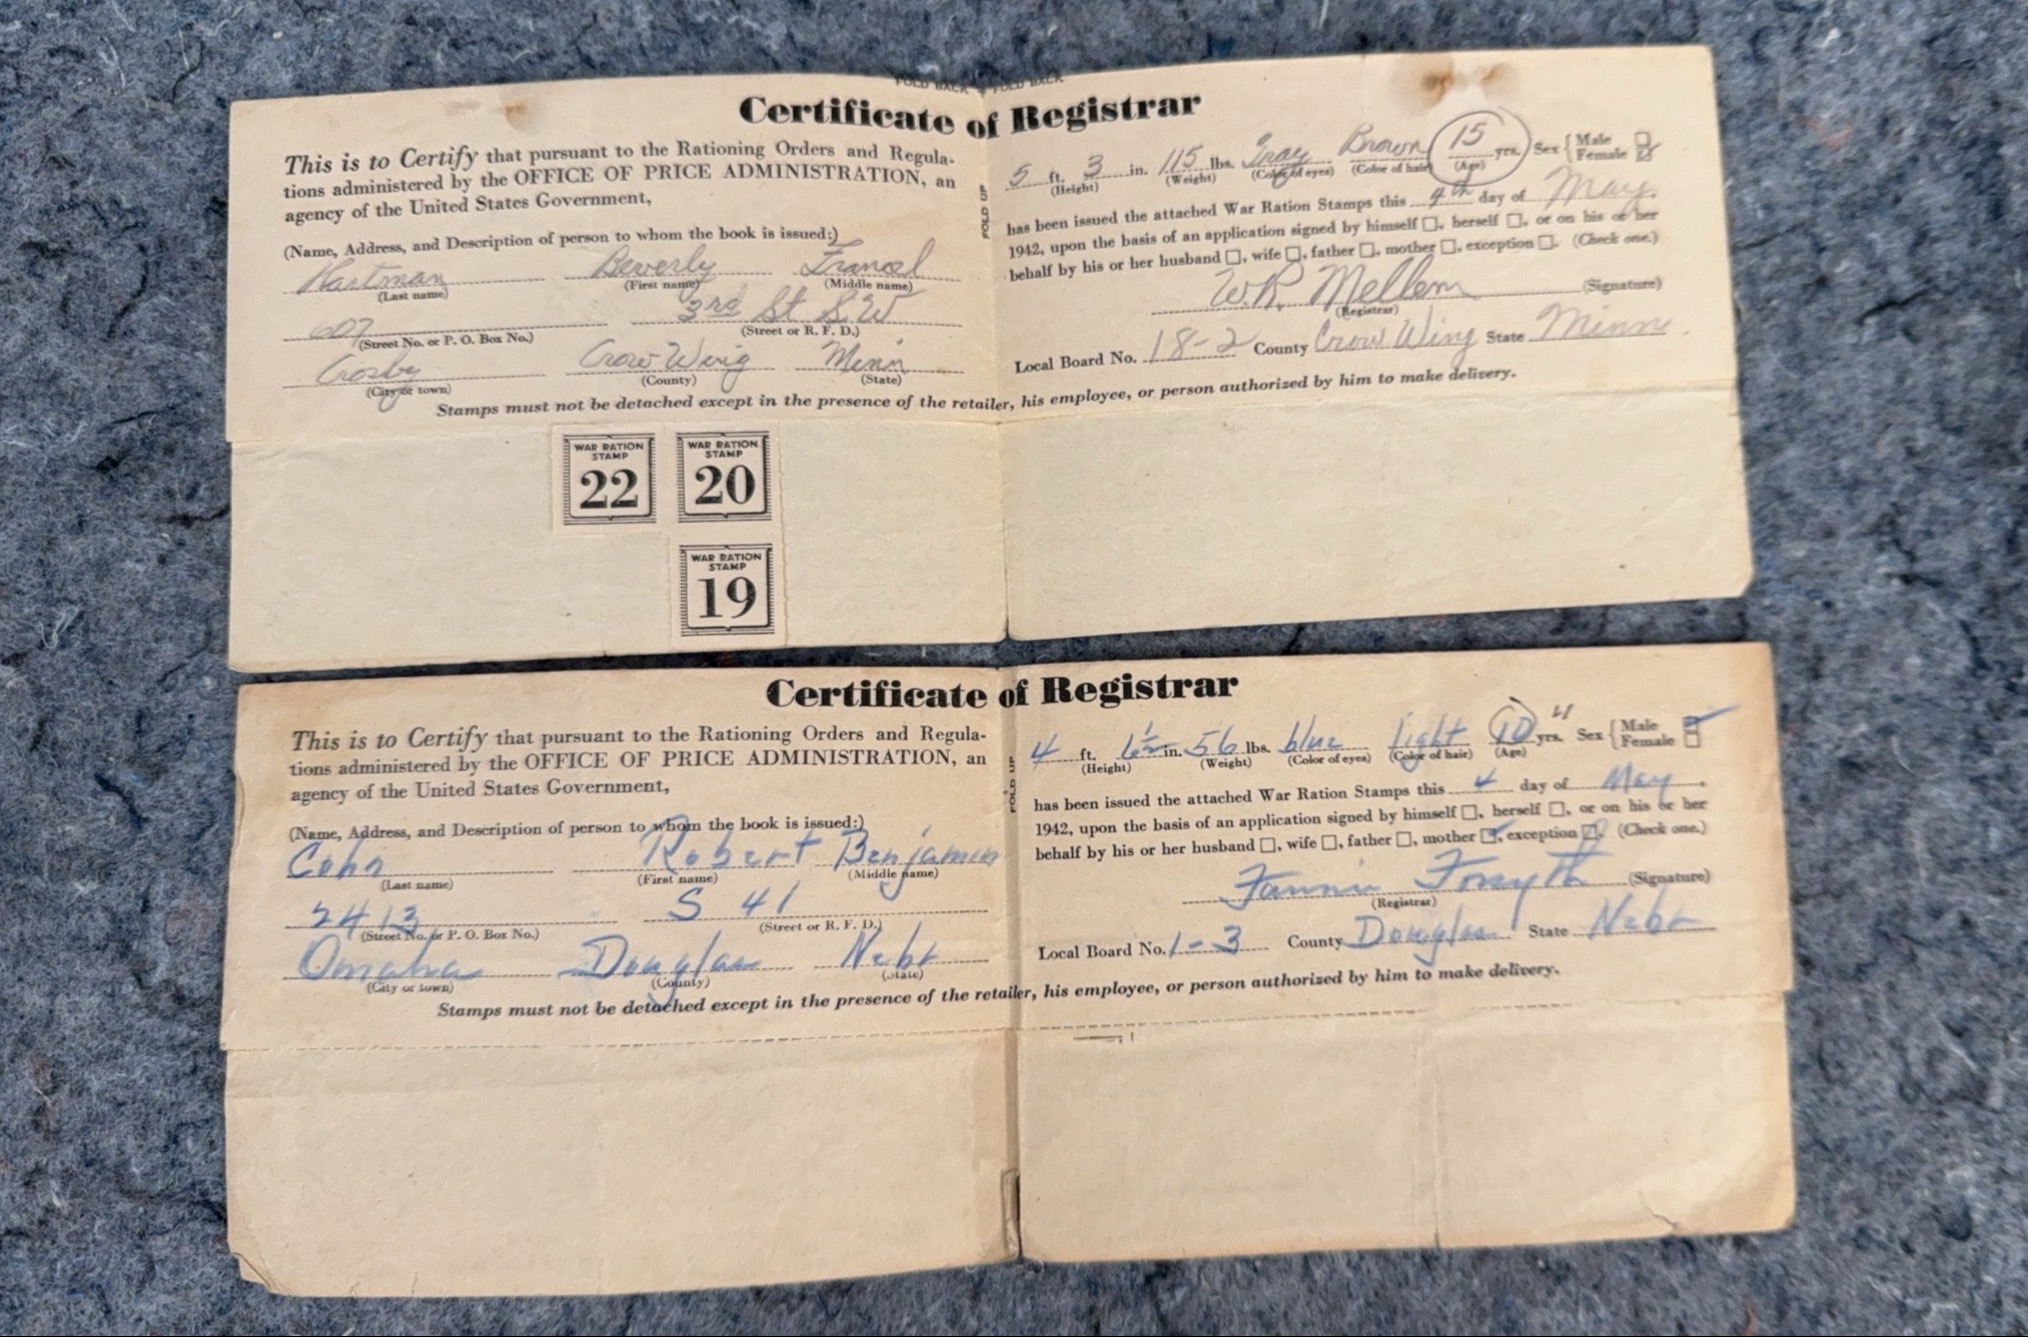 FOLD BACK FOLD BACK
Certificate of Registrar
This is to Certify that pursuant to the Rationing Orders and Regula-
tions administered by the OFFICE OF PRICE ADMINISTRATION, an
agency of the United States Government,
(Name, Address, and Description of person to whom the book is issued:)
Hartman Beverly
(Last name) (First name) (Middle name)
607 3rd St S.W
(Street No. or P. O. Box No.) (Street or R. F. D.)
Crosby Crow Wing Minn
(City or town) (County) (State)
FOLD UP
5 ft. 3 in. 115 lbs. Gray Brown 15 yrs. Sex { Male
Female
(Height) (Weight) (Color of eyes) (Color of hair) (Age)
has been issued the attached War Ration Stamps this 4th day of May.
1942, upon the basis of an application signed by himself ☐, herself ☐, or on his or her
behalf by his or her husband ☐, wife ☐, father ☐, mother ☐, exception ☐. (Check one.)
W.R. Mellem (Signature)
(Registrar)
Local Board No. 18-2 County Crow Wing State Minn.
Stamps must not be detached except in the presence of the retailer, his employee, or person authorized by him to make delivery.
WAR RATION STAMP 22
WAR RATION STAMP 20
WAR RATION STAMP 19
Certificate of Registrar
This is to Certify that pursuant to the Rationing Orders and Regula-
tions administered by the OFFICE OF PRICE ADMINISTRATION, an
agency of the United States Government,
(Name, Address, and Description of person to whom the book is issued:)
Cohn Robert Benjamin
(Last name) (First name) (Middle name)
2413 S 41
(Street No. or P. O. Box No.) (Street or R. F. D.)
Omaha Douglas Nebr
(City or town) (County) (State)
FOLD UP
4 ft. 6½ in. 56 lbs. blue light 10 yrs. Sex { Male
Female
(Height) (Weight) (Color of eyes) (Color of hair) (Age)
has been issued the attached War Ration Stamps this 4 day of May
1942, upon the basis of an application signed by himself ☐, herself ☐, or on his or her
behalf by his or her husband ☐, wife ☐, father ☐, mother ☑, exception ☑. (Check one.)
Fannie Forsyth (Signature)
(Registrar)
Local Board No. 1-3 County Douglas State Nebr
Stamps must not be detached except in the presence of the retailer, his employee, or person authorized by him to make delivery.